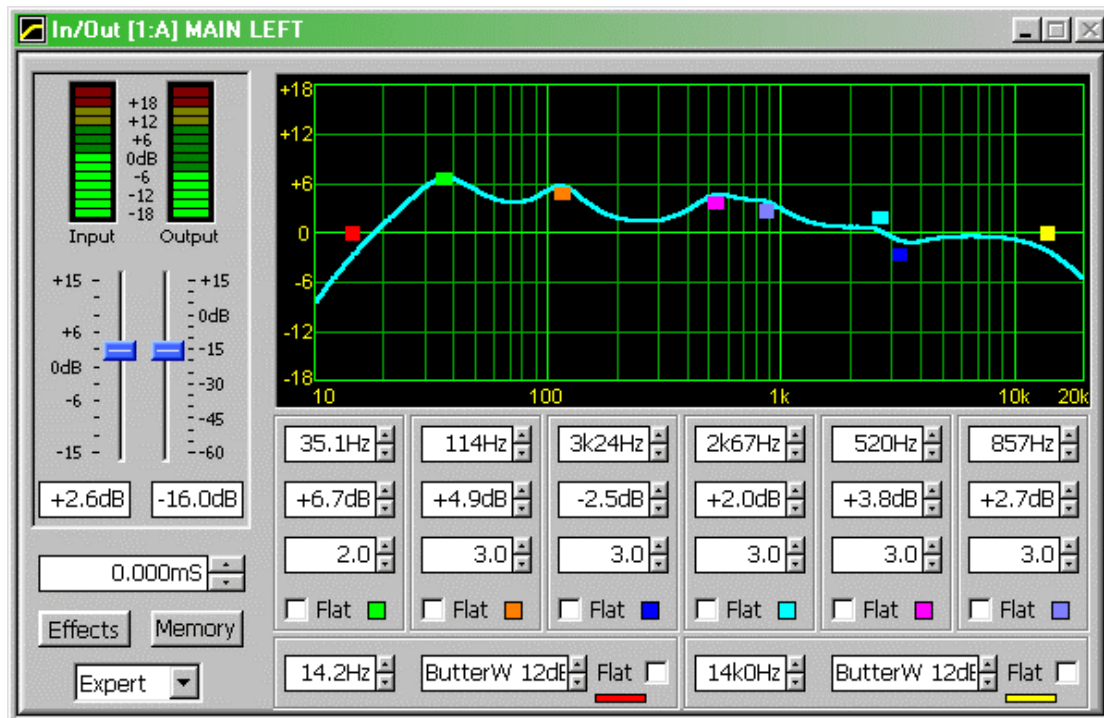 In/Out [1:A] MAIN LEFT
+18
+12
+6
0dB
-6
-12
-18
Input Output
+15
+6
0dB
-6
-15
+15
0dB
-15
-30
-45
-60
+2.6dB -16.0dB
0.000mS
Effects Memory
Expert
+18
+12
+6
0
-6
-12
-18
10 100 1k 10k 20k
35.1Hz 114Hz 3k24Hz 2k67Hz 520Hz 857Hz
+6.7dB +4.9dB -2.5dB +2.0dB +3.8dB +2.7dB
2.0 3.0 3.0 3.0 3.0 3.0
Flat Flat Flat Flat Flat Flat
14.2Hz ButterW 12dB Flat 14k0Hz ButterW 12dB Flat